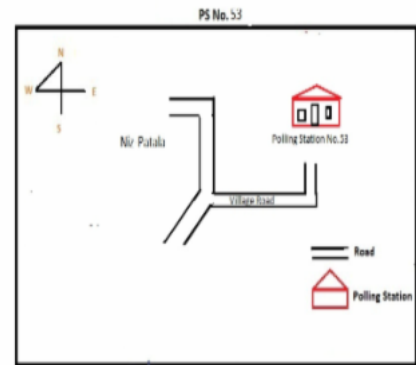 PS No. 53
N
W
E
S
Niz Patala
Polling Station No. 53
Village Road
Road
Polling Station